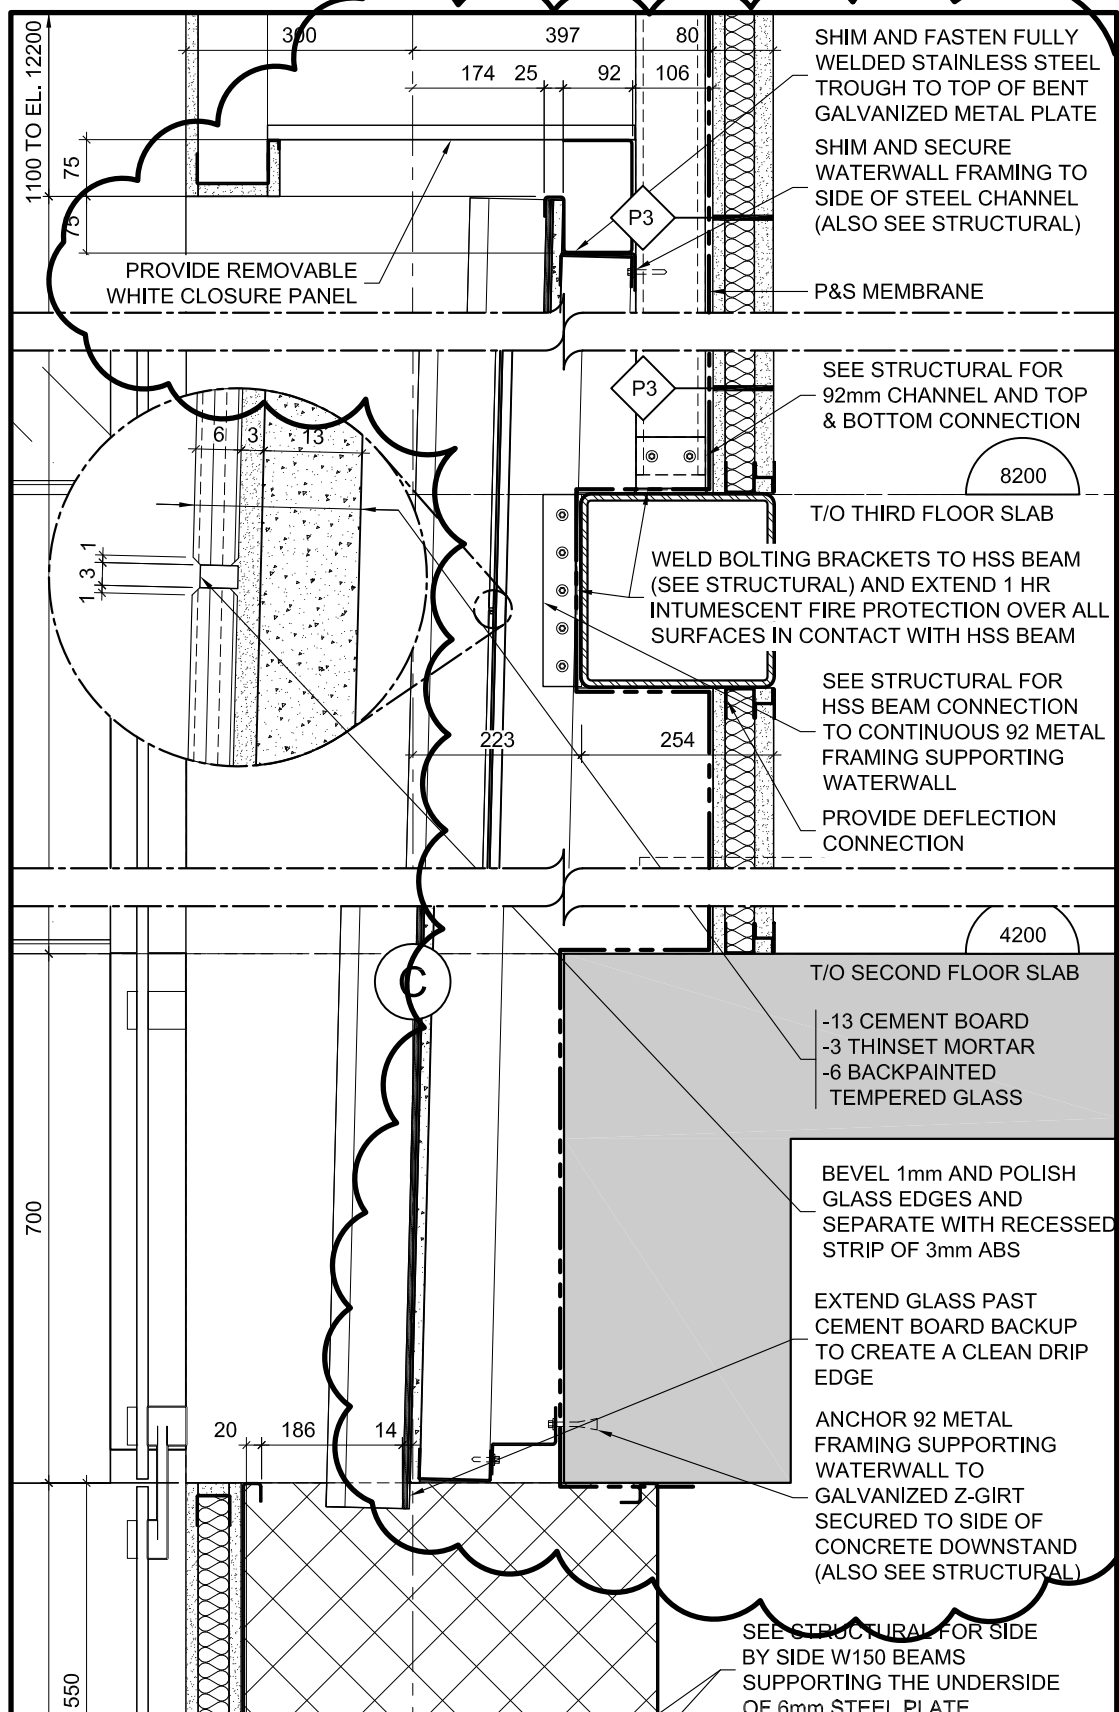 300
397
80
174
25
92
106
1100 TO EL. 12200
75
75
SHIM AND FASTEN FULLY
WELDED STAINLESS STEEL
TROUGH TO TOP OF BENT
GALVANIZED METAL PLATE
SHIM AND SECURE
WATERWALL FRAMING TO
SIDE OF STEEL CHANNEL
(ALSO SEE STRUCTURAL)
P3
PROVIDE REMOVABLE
WHITE CLOSURE PANEL
P&S MEMBRANE
P3
SEE STRUCTURAL FOR
92mm CHANNEL AND TOP
& BOTTOM CONNECTION
6
3
13
8200
T/O THIRD FLOOR SLAB
1
3
1
WELD BOLTING BRACKETS TO HSS BEAM
(SEE STRUCTURAL) AND EXTEND 1 HR
INTUMESCENT FIRE PROTECTION OVER ALL
SURFACES IN CONTACT WITH HSS BEAM
SEE STRUCTURAL FOR
HSS BEAM CONNECTION
TO CONTINUOUS 92 METAL
FRAMING SUPPORTING
WATERWALL
223
254
PROVIDE DEFLECTION
CONNECTION
4200
T/O SECOND FLOOR SLAB
C
-13 CEMENT BOARD
-3 THINSET MORTAR
-6 BACKPAINTED
TEMPERED GLASS
BEVEL 1mm AND POLISH
GLASS EDGES AND
SEPARATE WITH RECESSED
STRIP OF 3mm ABS
700
EXTEND GLASS PAST
CEMENT BOARD BACKUP
TO CREATE A CLEAN DRIP
EDGE
20
186
14
ANCHOR 92 METAL
FRAMING SUPPORTING
WATERWALL TO
GALVANIZED Z-GIRT
SECURED TO SIDE OF
CONCRETE DOWNSTAND
(ALSO SEE STRUCTURAL)
550
SEE STRUCTURAL FOR SIDE
BY SIDE W150 BEAMS
SUPPORTING THE UNDERSIDE
OF 6mm STEEL PLATE